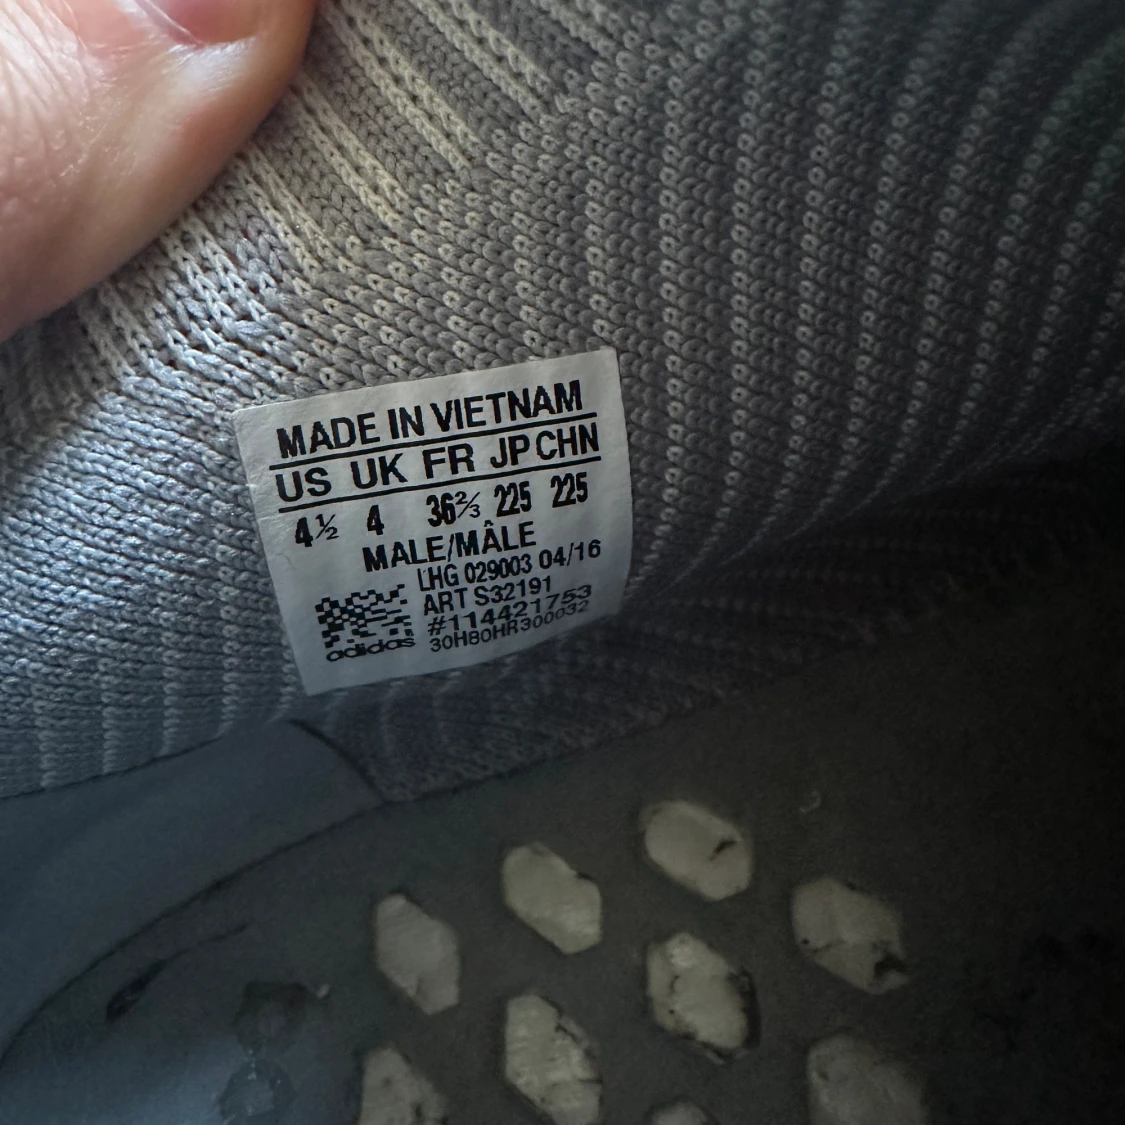 MADE IN VIETNAM
US UK FR JP CHN
4½ 4 36⅔ 225 225
MALE/MÂLE
LHG 029003 04/16
ART S32191
#114421753
30H80HR300032
adidas